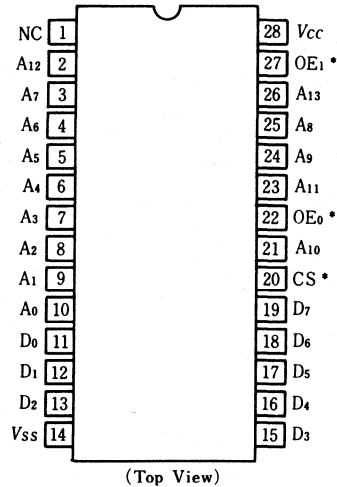 NC 1 28 Vcc
A12 2 27 OE1 *
A7 3 26 A13
A6 4 25 A8
A5 5 24 A9
A4 6 23 A11
A3 7 22 OE0 *
A2 8 21 A10
A1 9 20 CS *
A0 10 19 D7
D0 11 18 D6
D1 12 17 D5
D2 13 16 D4
Vss 14 15 D3
(Top View)